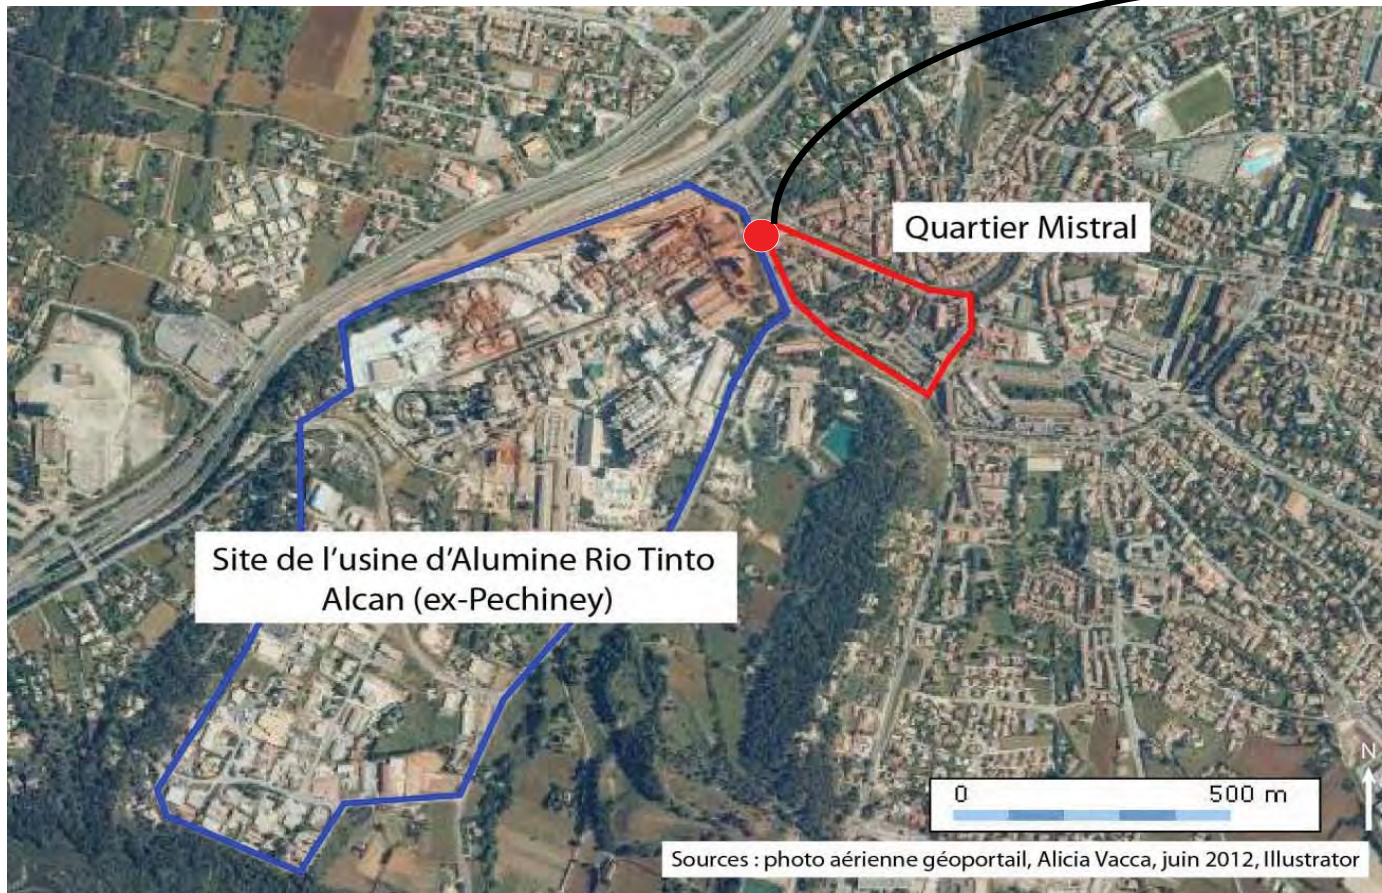 Quartier Mistral
Site de l'usine d'Alumine Rio Tinto
Alcan (ex-Pechiney)
0 500 m
N
Sources : photo aérienne géoportail, Alicia Vacca, juin 2012, Illustrator